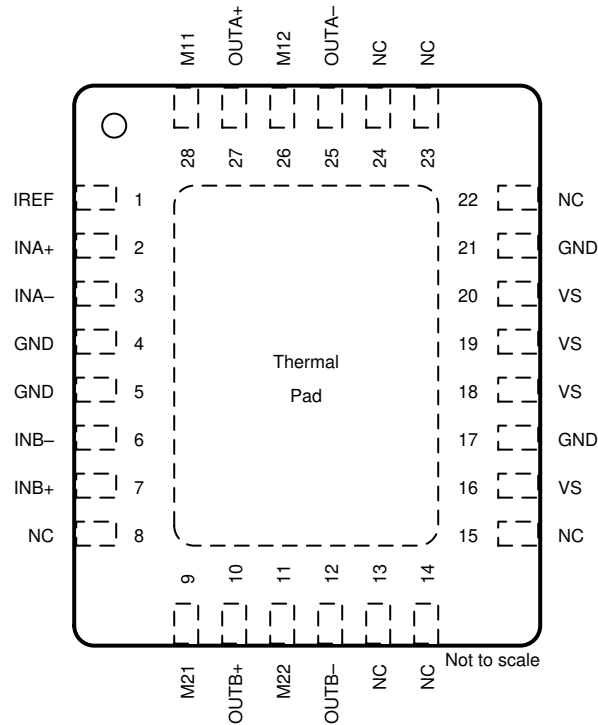 M11 OUTA+ M12 OUTA– NC NC
28 27 26 25 24 23
IREF 1 22 NC
INA+ 2 21 GND
INA– 3 20 VS
GND 4 19 VS
GND 5 18 VS
INB– 6 17 GND
INB+ 7 16 VS
NC 8 15 NC
Thermal
Pad
9 10 11 12 13 14
M21 OUTB+ M22 OUTB– NC NC
Not to scale